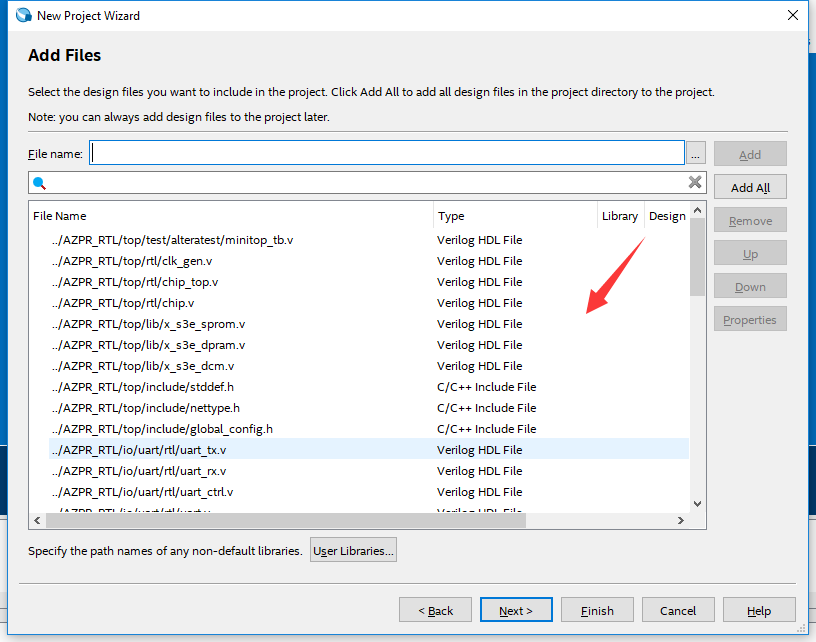 New Project Wizard
Add Files
Select the design files you want to include in the project. Click Add All to add all design files in the project directory to the project.
Note: you can always add design files to the project later.
File name: ... Add
Add All
File Name Type Library Design
../AZPR_RTL/top/test/alteratest/minitop_tb.v Verilog HDL File
../AZPR_RTL/top/rtl/clk_gen.v Verilog HDL File
../AZPR_RTL/top/rtl/chip_top.v Verilog HDL File
../AZPR_RTL/top/rtl/chip.v Verilog HDL File
../AZPR_RTL/top/lib/x_s3e_sprom.v Verilog HDL File
../AZPR_RTL/top/lib/x_s3e_dpram.v Verilog HDL File
../AZPR_RTL/top/lib/x_s3e_dcm.v Verilog HDL File
../AZPR_RTL/top/include/stddef.h C/C++ Include File
../AZPR_RTL/top/include/nettype.h C/C++ Include File
../AZPR_RTL/top/include/global_config.h C/C++ Include File
../AZPR_RTL/io/uart/rtl/uart_tx.v Verilog HDL File
../AZPR_RTL/io/uart/rtl/uart_rx.v Verilog HDL File
../AZPR_RTL/io/uart/rtl/uart_ctrl.v Verilog HDL File
../AZPR_RTL/io/uart/rtl/uart.v Verilog HDL File
Remove
Up
Down
Properties
Specify the path names of any non-default libraries. User Libraries...
< Back Next > Finish Cancel Help